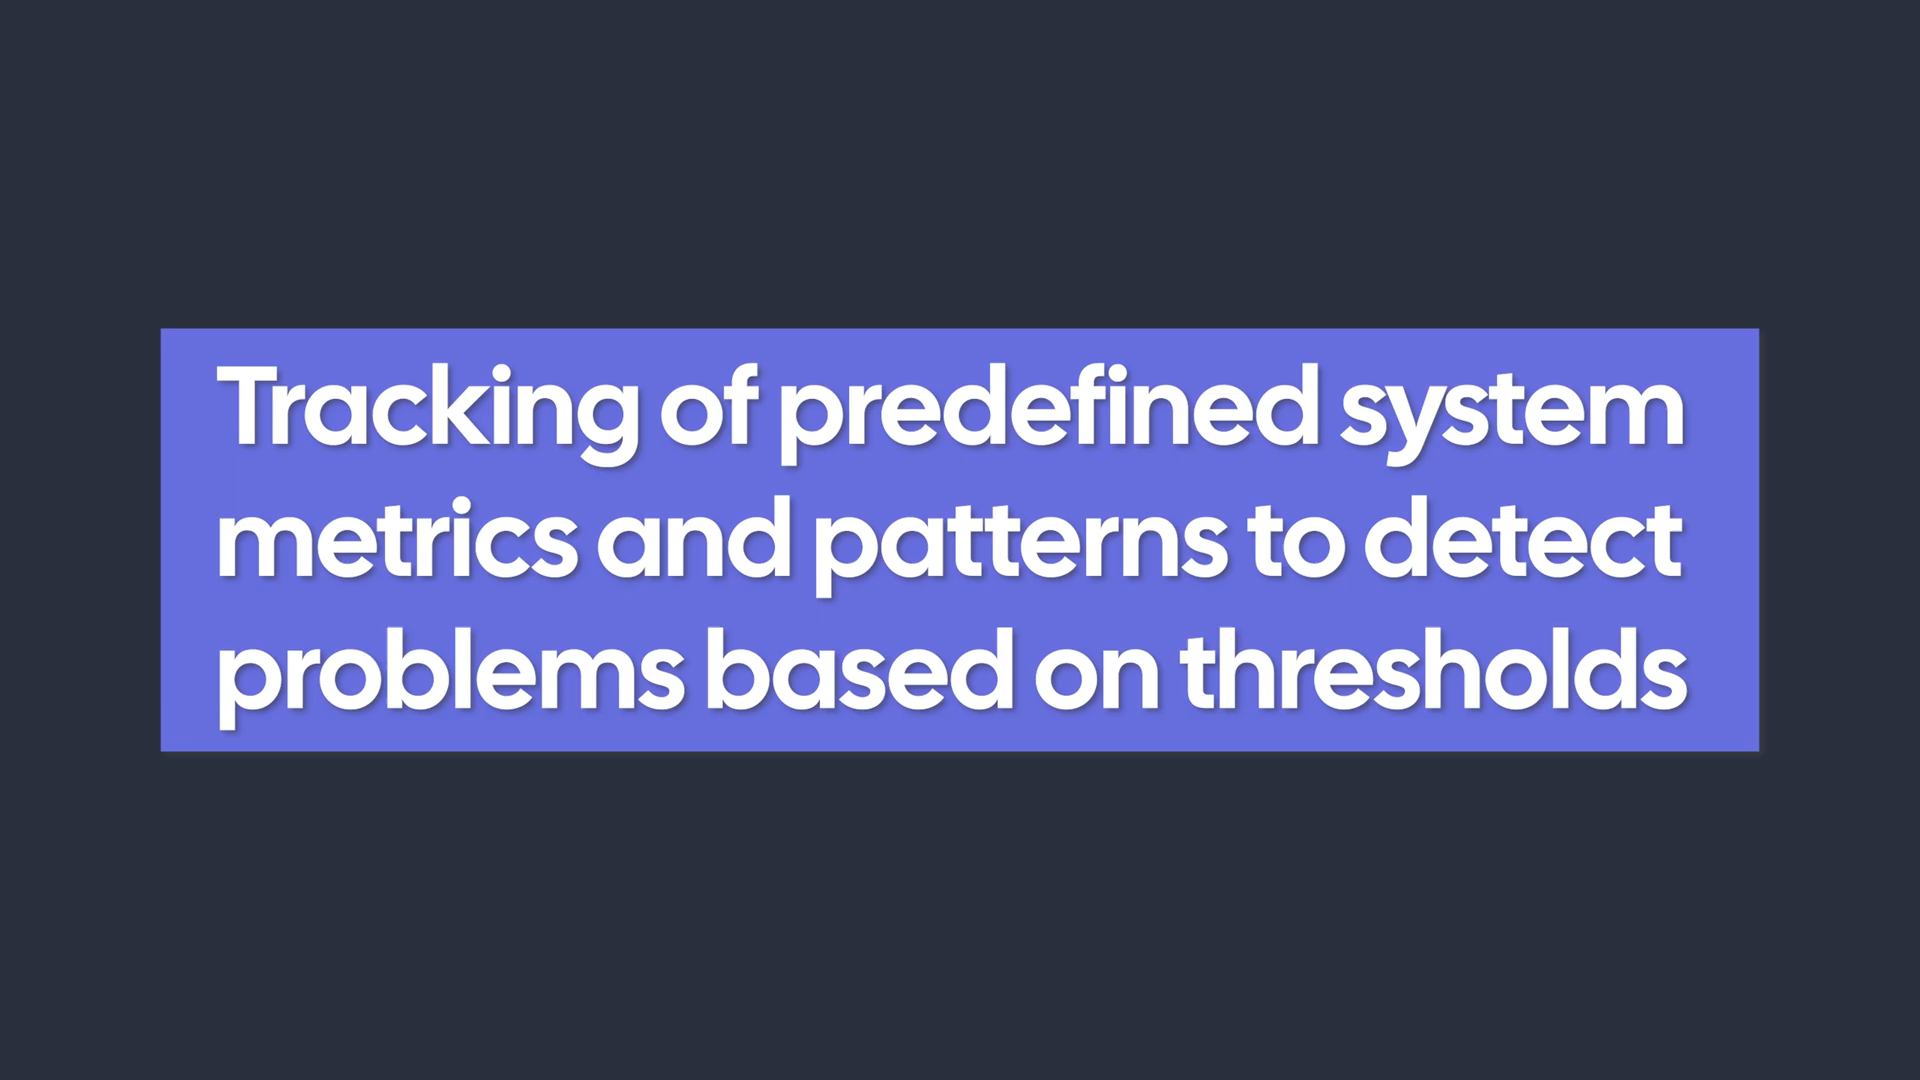 Tracking of predefined system
metrics and patterns to detect
problems based on thresholds